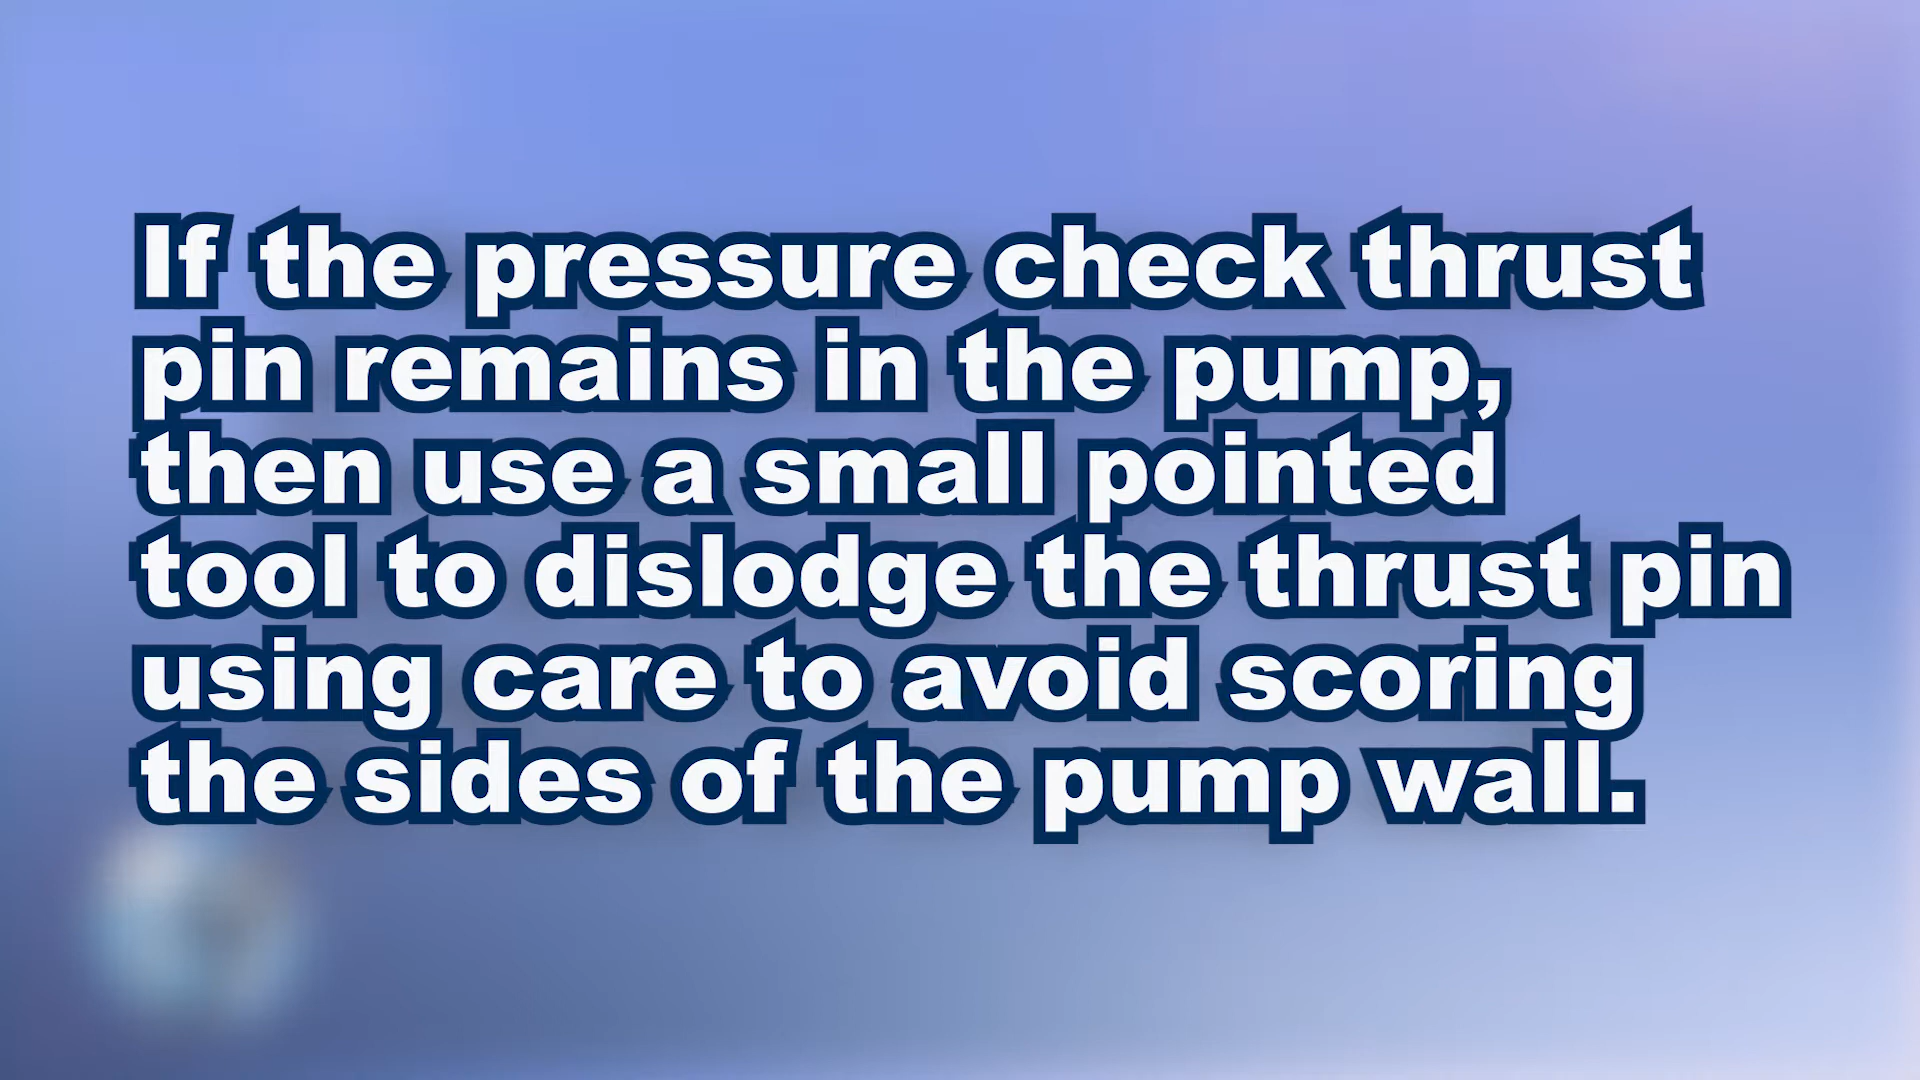 If the pressure check thrust
pin remains in the pump,
then use a small pointed
tool to dislodge the thrust pin
using care to avoid scoring
the sides of the pump wall.